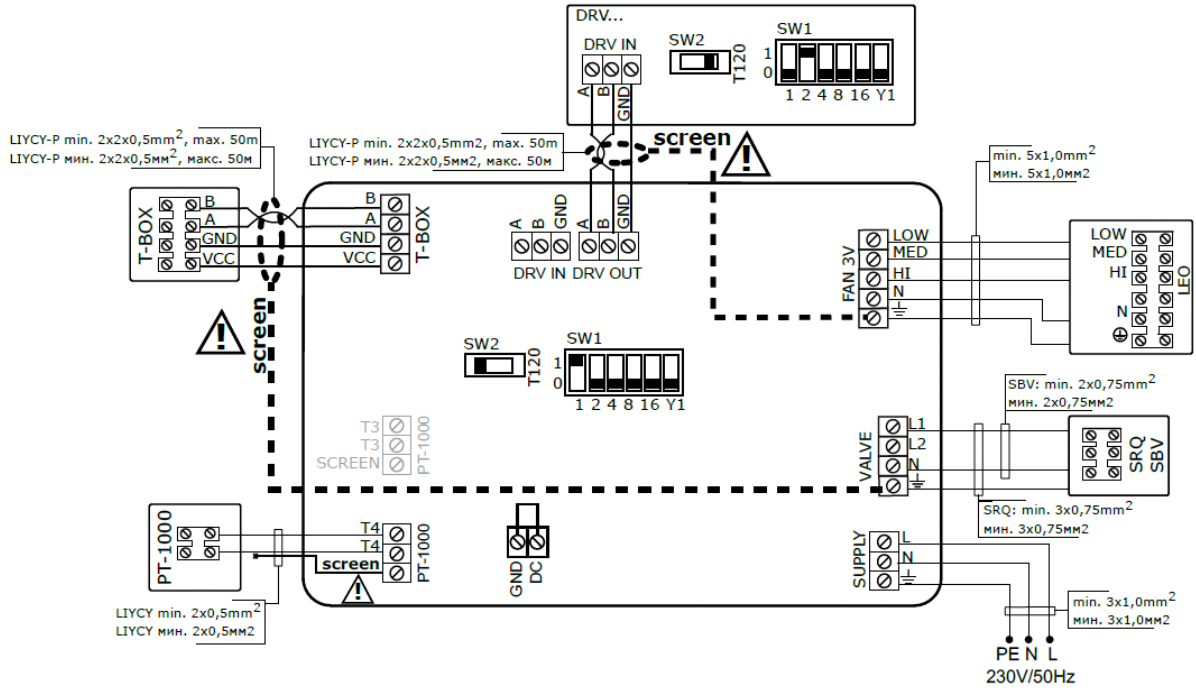 DRV...
DRV IN
SW2
SW1
T120
1
0
1 2 4 8 16 Y1
A
B
GND
LIYCY-P min. 2x2x0,5mm², max. 50m
LIYCY-P мин. 2x2x0,5мм², макс. 50м
LIYCY-P min. 2x2x0,5mm2, max. 50m
LIYCY-P мин. 2x2x0,5мм2, макс. 50м
screen
min. 5x1,0mm²
мин. 5x1,0мм2
T-BOX
B
A
GND
VCC
B
A
GND
VCC
T-BOX
screen
A
B
GND
A
B
GND
DRV IN
DRV OUT
FAN 3V
LOW
MED
HI
N
LOW
MED
HI
N
LEO
SW2
SW1
T120
1
0
1 2 4 8 16 Y1
SBV: min. 2x0,75mm²
мин. 2x0,75мм2
T3
T3
SCREEN
PT-1000
VALVE
L1
L2
N
SRQ
SBV
SRQ: min. 3x0,75mm²
мин. 3x0,75мм2
PT-1000
T4
T4
screen
PT-1000
GND
DC
SUPPLY
L
N
LIYCY min. 2x0,5mm²
LIYCY мин. 2x0,5мм2
min. 3x1,0mm²
мин. 3x1,0мм2
PE N L
230V/50Hz